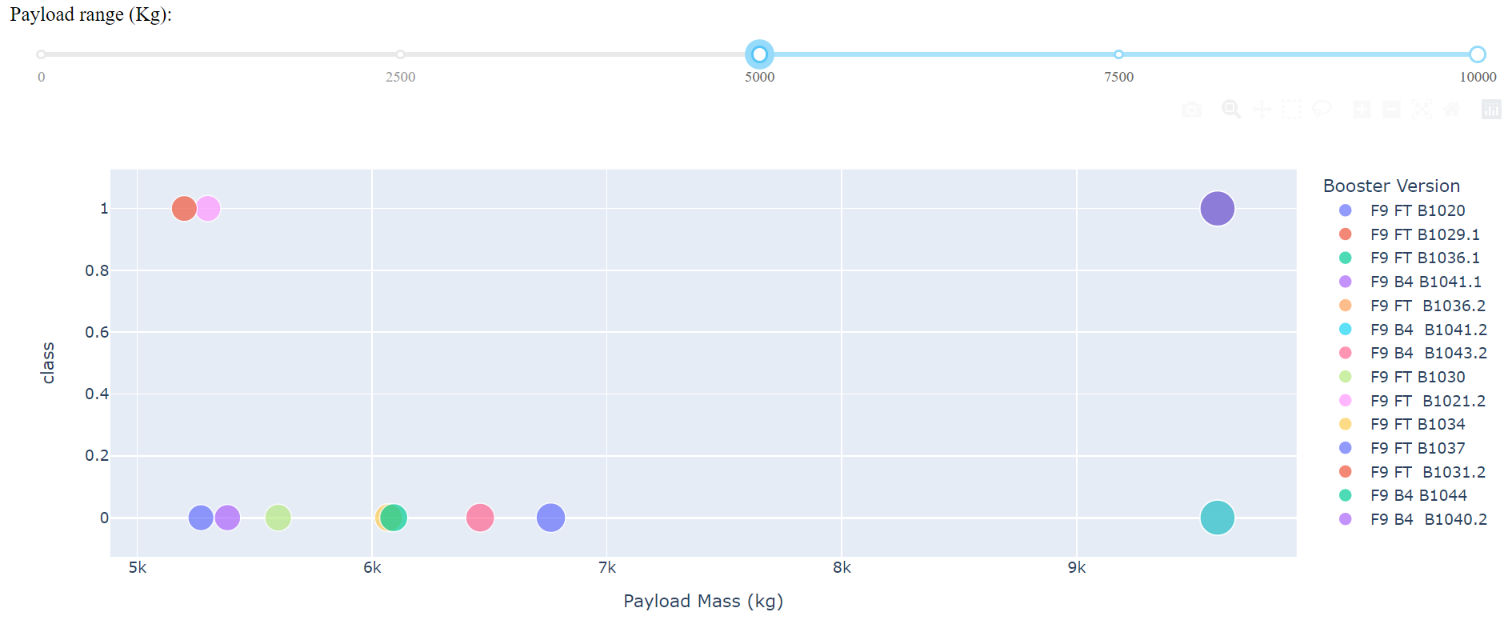 Payload range (Kg):
0 2500 5000 7500 10000
Booster Version
F9 FT B1020
F9 FT B1029.1
F9 FT B1036.1
F9 B4 B1041.1
F9 FT  B1036.2
F9 B4  B1041.2
F9 B4  B1043.2
F9 FT B1030
F9 FT  B1021.2
F9 FT B1034
F9 FT B1037
F9 FT  B1031.2
F9 B4 B1044
F9 B4  B1040.2
class
1
0.8
0.6
0.4
0.2
0
5k 6k 7k 8k 9k
Payload Mass (kg)